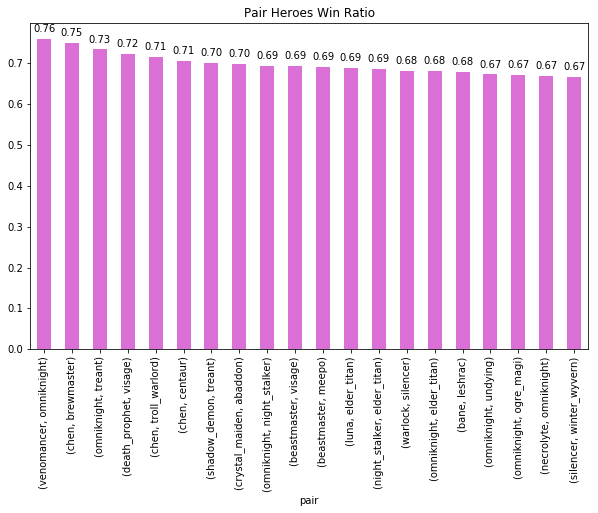 Pair Heroes Win Ratio
0.76 0.75 0.73 0.72 0.71 0.71 0.70 0.70 0.69 0.69 0.69 0.69 0.69 0.68 0.68 0.68 0.67 0.67 0.67 0.67
0.7
0.6
0.5
0.4
0.3
0.2
0.1
0.0
(venomancer, omniknight)
(chen, brewmaster)
(omniknight, treant)
(death_prophet, visage)
(chen, troll_warlord)
(chen, centaur)
(shadow_demon, treant)
(crystal_maiden, abaddon)
(omniknight, night_stalker)
(beastmaster, visage)
(beastmaster, meepo)
(luna, elder_titan)
(night_stalker, elder_titan)
(warlock, silencer)
(omniknight, elder_titan)
(bane, leshrac)
(omniknight, undying)
(omniknight, ogre_magi)
(necrolyte, omniknight)
(silencer, winter_wyvern)
pair